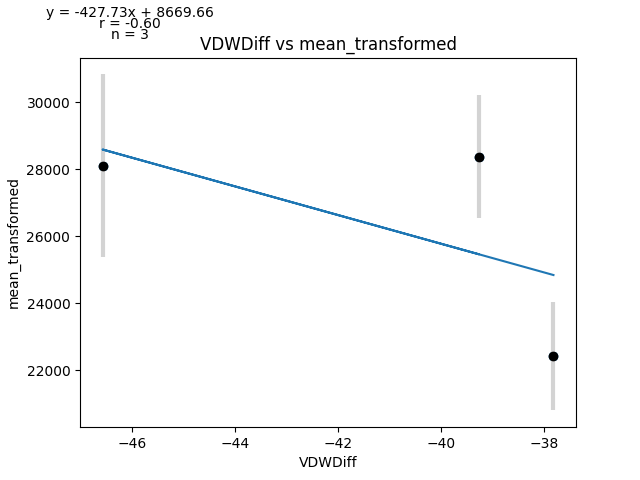 y = -427.73x + 8669.66
r = -0.60
n = 3
VDWDiff vs mean_transformed
30000
28000
26000
24000
22000
mean_transformed
−46
−44
−42
−40
−38
VDWDiff